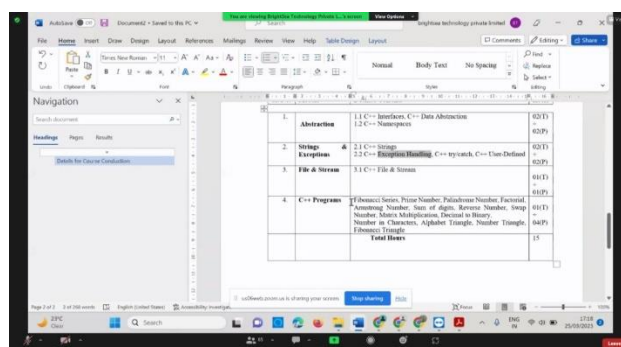 You are viewing Brightline Technology Private L...'s screen View Options
AutoSave Off Document2 - Saved to this PC Search brightline technology private limited
File Home Insert Draw Design Layout References Mailings Review View Help Table Design Layout Comments Editing Share
Paste Times New Roman 11 Normal Body Text No Spacing Find Replace Select
Undo Clipboard Font Paragraph Styles Editing
Navigation
Search document
Headings Pages Results
Details for Course Conduction
1. Abstraction 1.1 C++ Interfaces, C++ Data Abstraction 02(T)
1.2 C++ Namespaces +
02(P)
2. Strings & Exceptions 2.1 C++ Strings 02(T)
2.2 C++ Exception Handling, C++ try/catch, C++ User-Defined +
02(P)
3. File & Stream 3.1 C++ File & Stream 01(T)
+
01(P)
4. C++ Programs Fibonacci Series, Prime Number, Palindrome Number, Factorial,
Armstrong Number, Sum of digits, Reverse Number, Swap 01(T)
Number, Matrix Multiplication, Decimal to Binary, +
Number in Characters, Alphabet Triangle, Number Triangle, 04(P)
Fibonacci Triangle
Total Hours 15
us06web.zoom.us is sharing your screen. Stop sharing Hide
Page 2 of 2 English (United States) Focus 100%
23°C
Clear Search ENG
IN 17:18
25/03/2025
Leave